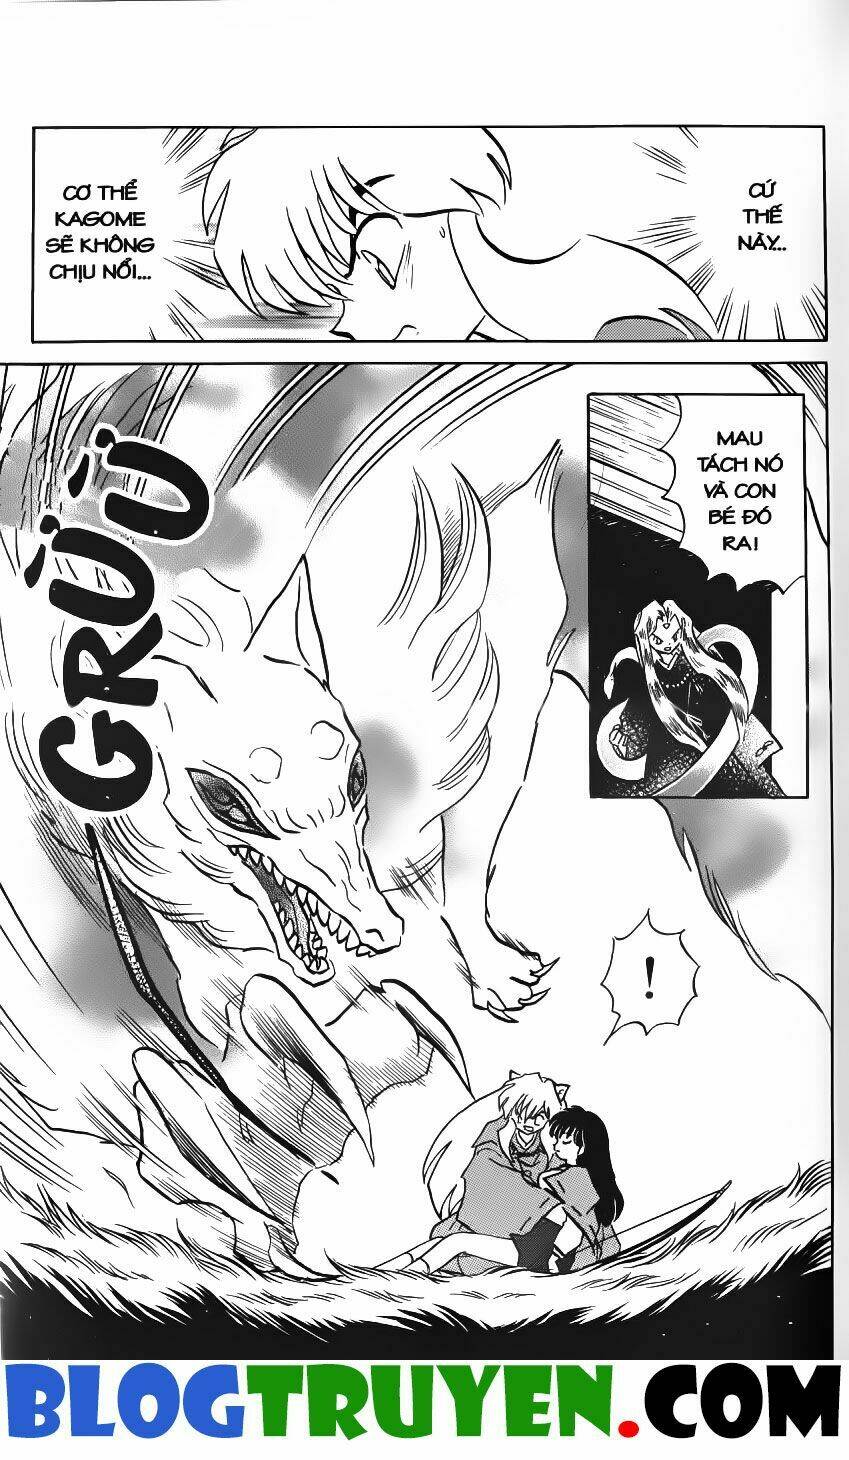 CỨ
THẾ
NÀY...
CƠ THỂ
KAGOME
SẼ KHÔNG
CHỊU NỔI...
MAU
TÁCH NÓ
VÀ CON
BÉ ĐÓ
RA!
GRỪỪ
!
BLOGTRUYEN.COM